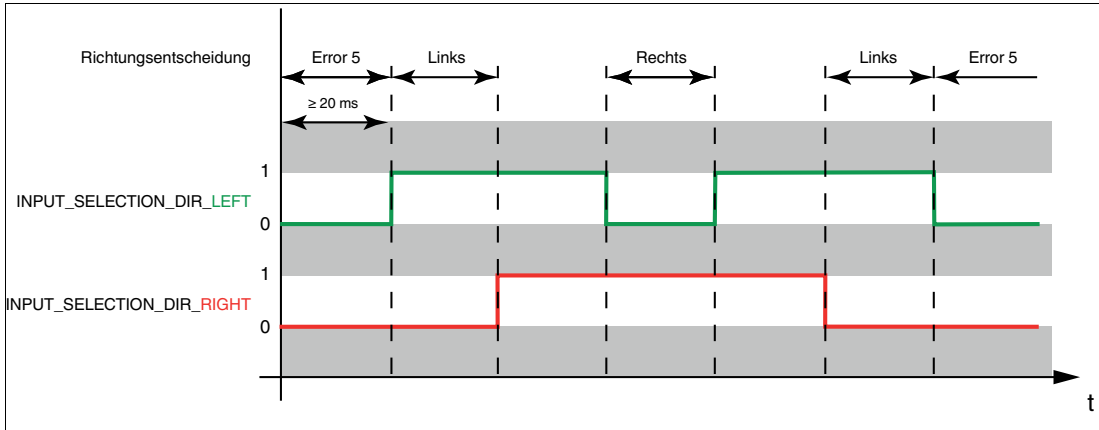 Richtungsentscheidung Error 5 Links Rechts Links Error 5
≥ 20 ms
1
INPUT_SELECTION_DIR_LEFT
0
1
INPUT_SELECTION_DIR_RIGHT
0
t